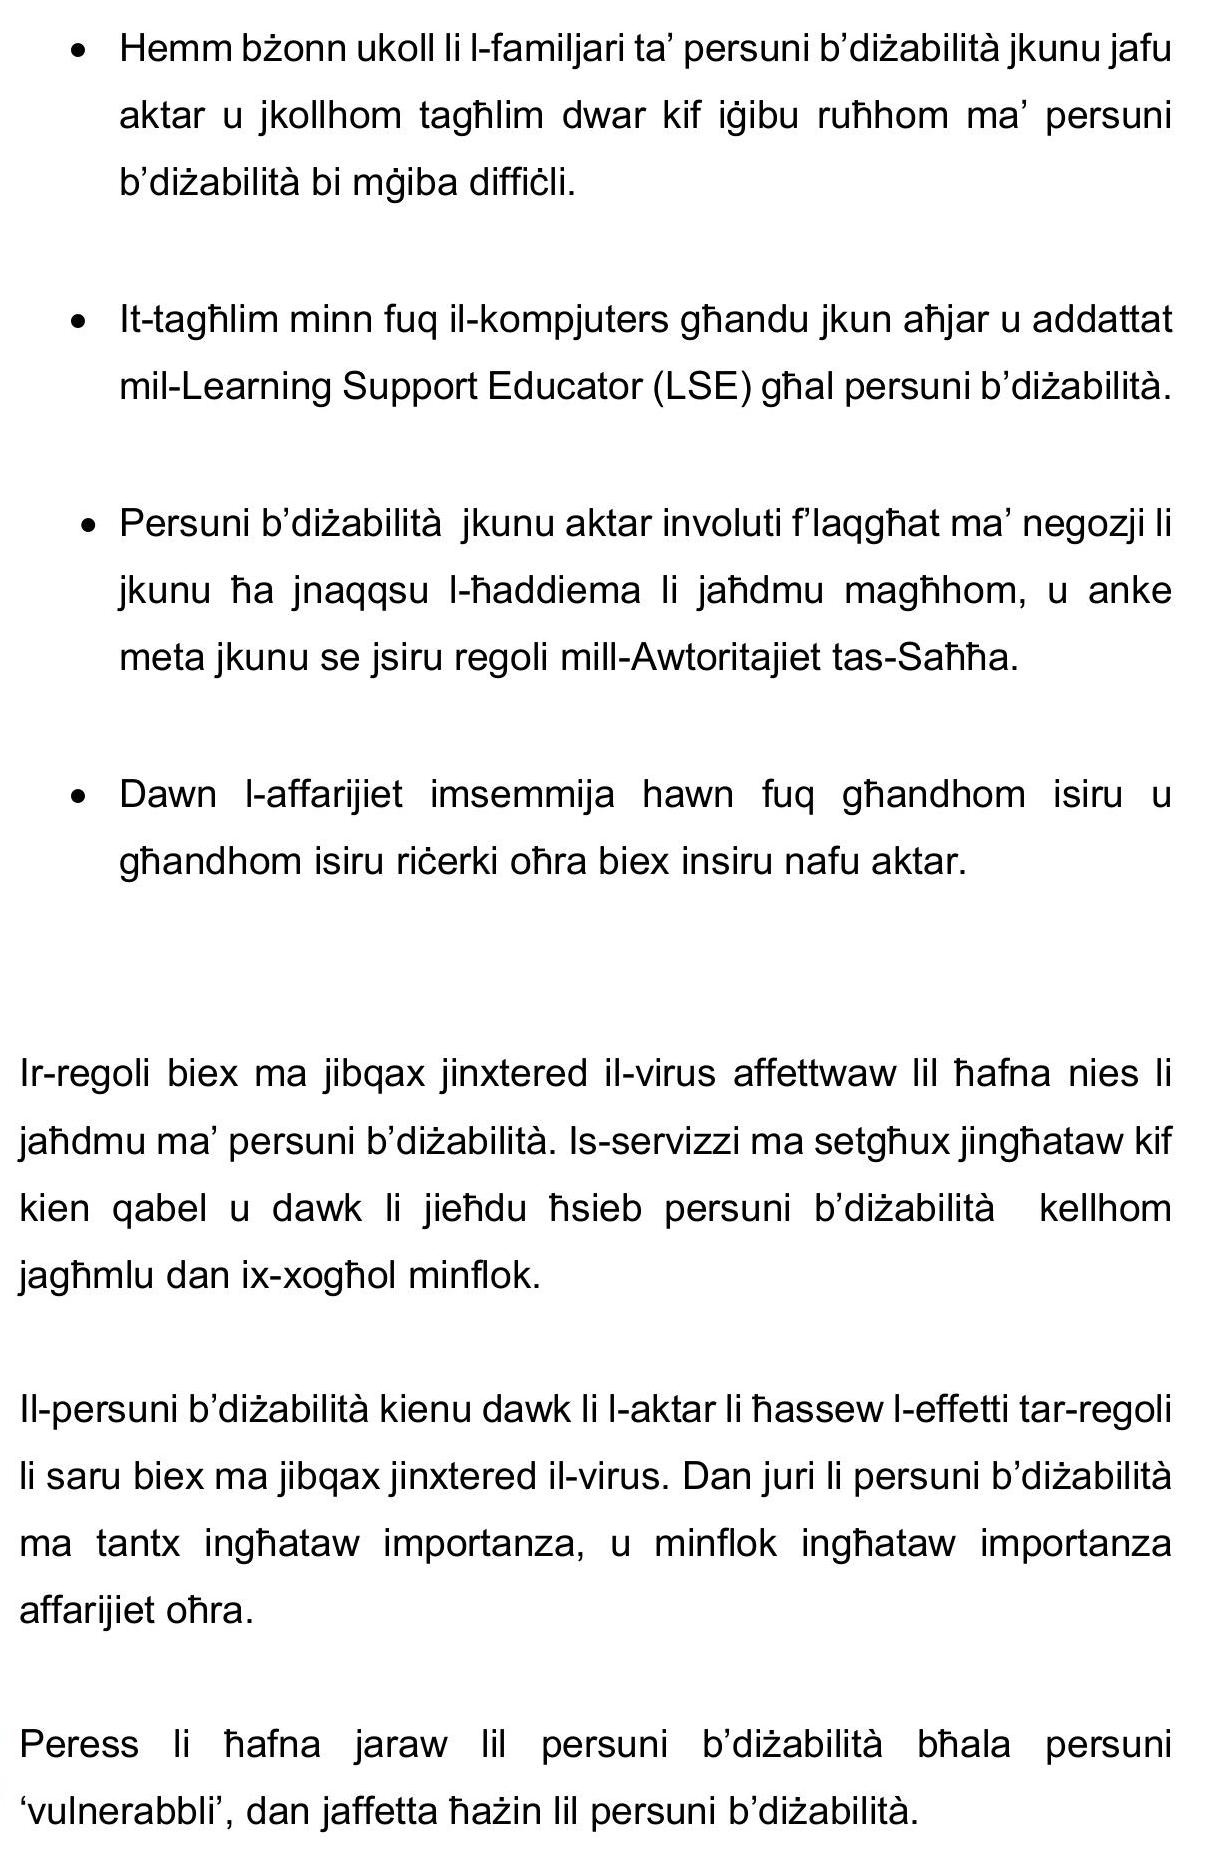 • Hemm bżonn ukoll li l-familjari ta’ persuni b’diżabilità jkunu jafu
aktar u jkollhom tagħlim dwar kif iġibu ruħhom ma’ persuni
b’diżabilità bi mġiba diffiċli.
• It-tagħlim minn fuq il-kompjuters għandu jkun aħjar u addattat
mil-Learning Support Educator (LSE) għal persuni b’diżabilità.
• Persuni b’diżabilità jkunu aktar involuti f’laqgħat ma’ negozji li
jkunu ħa jnaqqsu l-ħaddiema li jaħdmu magħhom, u anke
meta jkunu se jsiru regoli mill-Awtoritajiet tas-Saħħa.
• Dawn l-affarijiet imsemmija hawn fuq għandhom isiru u
għandhom isiru riċerki oħra biex insiru nafu aktar.
Ir-regoli biex ma jibqax jinxtered il-virus affettwaw lil ħafna nies li
jaħdmu ma’ persuni b’diżabilità. Is-servizzi ma setgħux jingħataw kif
kien qabel u dawk li jieħdu ħsieb persuni b’diżabilità kellhom
jagħmlu dan ix-xogħol minflok.
Il-persuni b’diżabilità kienu dawk li l-aktar li ħassew l-effetti tar-regoli
li saru biex ma jibqax jinxtered il-virus. Dan juri li persuni b’diżabilità
ma tantx ingħataw importanza, u minflok ingħataw importanza
affarijiet oħra.
Peress li ħafna jaraw lil persuni b’diżabilità bħala persuni
‘vulnerabbli’, dan jaffetta ħażin lil persuni b’diżabilità.